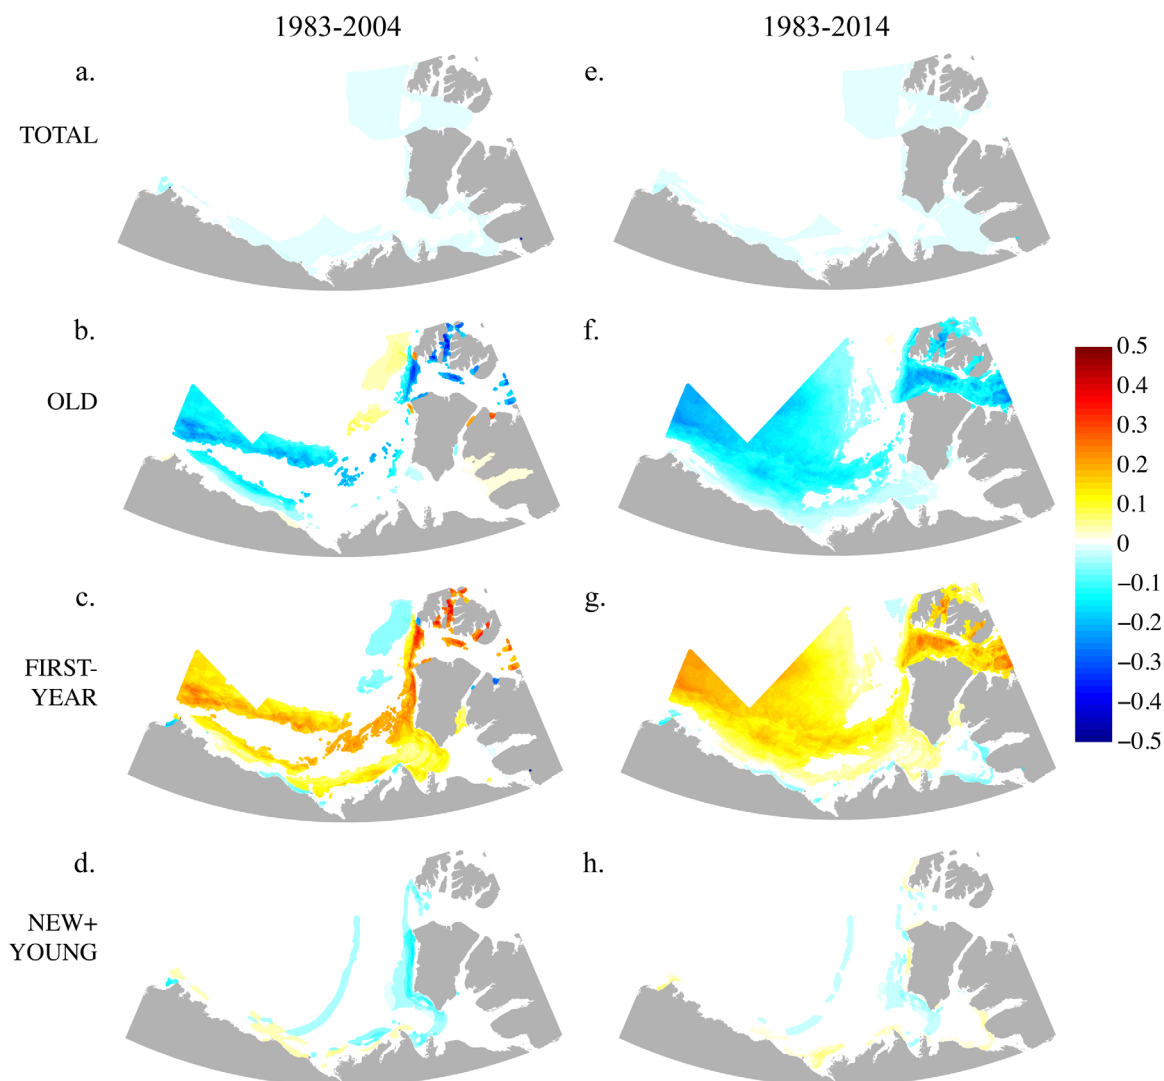 1983-2004 1983-2014
a. e.
TOTAL
b. f.
OLD
c. g.
FIRST-
YEAR
d. h.
NEW+
YOUNG
0.5
0.4
0.3
0.2
0.1
0
−0.1
−0.2
−0.3
−0.4
−0.5